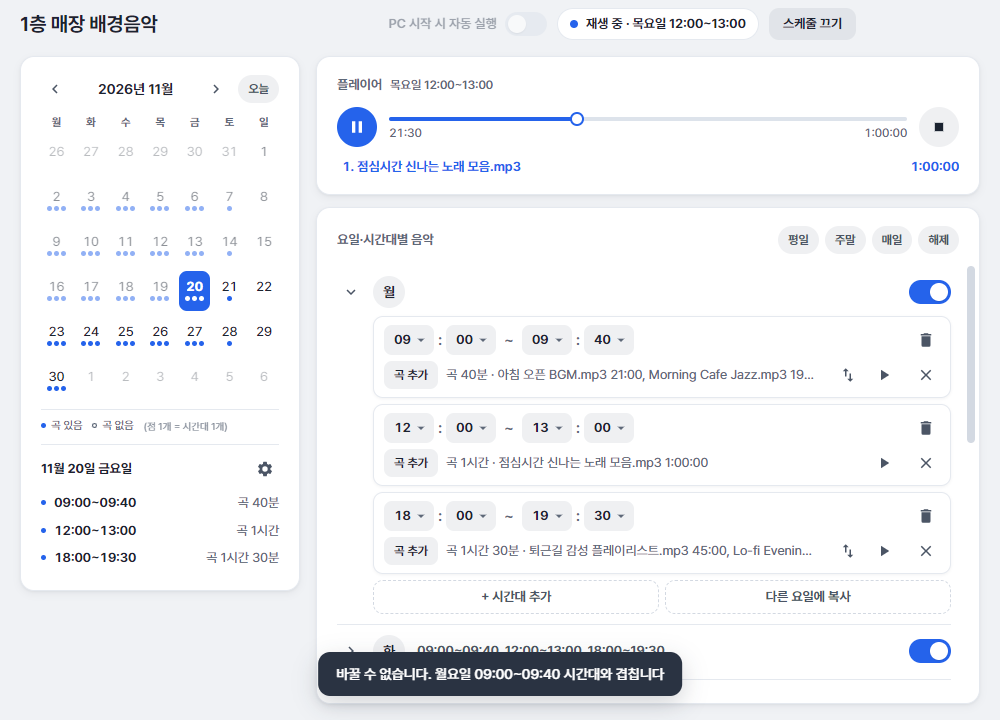 1층 매장 배경음악
PC 시작 시 자동 실행
재생 중 · 목요일 12:00~13:00
스케줄 끄기
2026년 11월
오늘
월 화 수 목 금 토 일
26 27 28 29 30 31 1
2 3 4 5 6 7 8
9 10 11 12 13 14 15
16 17 18 19 20 21 22
23 24 25 26 27 28 29
30 1 2 3 4 5 6
곡 있음 곡 없음 (점 1개 = 시간대 1개)
11월 20일 금요일
09:00~09:40 곡 40분
12:00~13:00 곡 1시간
18:00~19:30 곡 1시간 30분
플레이어 목요일 12:00~13:00
21:30 1:00:00
1. 점심시간 신나는 노래 모음.mp3 1:00:00
요일·시간대별 음악
평일 주말 매일 해제
월
09 : 00 ~ 09 : 40
곡 추가 곡 40분 · 아침 오픈 BGM.mp3 21:00, Morning Cafe Jazz.mp3 19...
12 : 00 ~ 13 : 00
곡 추가 곡 1시간 · 점심시간 신나는 노래 모음.mp3 1:00:00
18 : 00 ~ 19 : 30
곡 추가 곡 1시간 30분 · 퇴근길 감성 플레이리스트.mp3 45:00, Lo-fi Evenin...
+ 시간대 추가 다른 요일에 복사
화 09:00~09:40, 12:00~13:00, 18:00~19:30
바꿀 수 없습니다. 월요일 09:00~09:40 시간대와 겹칩니다